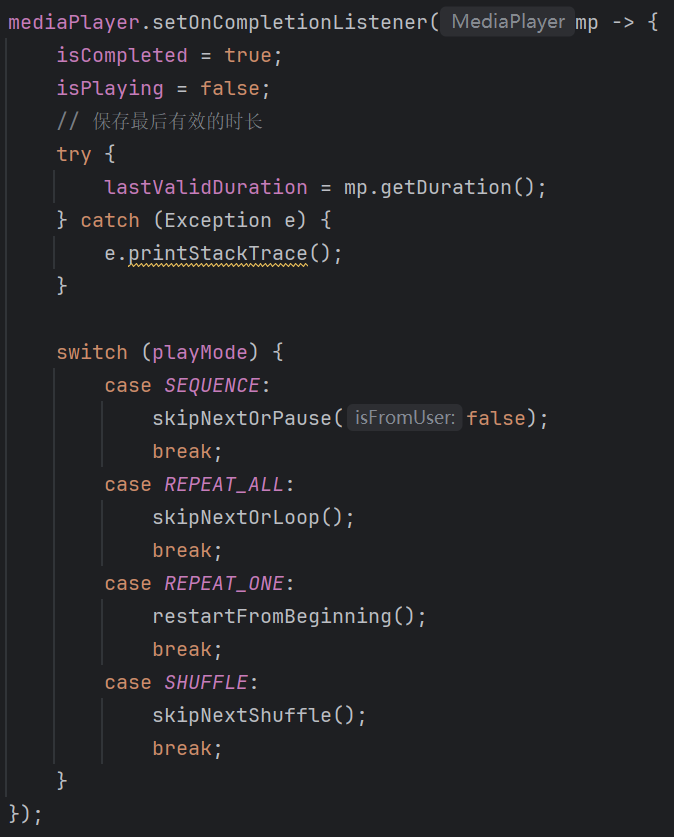 mediaPlayer.setOnCompletionListener( MediaPlayer mp -> {
    isCompleted = true;
    isPlaying = false;
    // 保存最后有效的时长
    try {
        lastValidDuration = mp.getDuration();
    } catch (Exception e) {
        e.printStackTrace();
    }

    switch (playMode) {
        case SEQUENCE:
            skipNextOrPause( isFromUser: false);
            break;
        case REPEAT_ALL:
            skipNextOrLoop();
            break;
        case REPEAT_ONE:
            restartFromBeginning();
            break;
        case SHUFFLE:
            skipNextShuffle();
            break;
    }
});